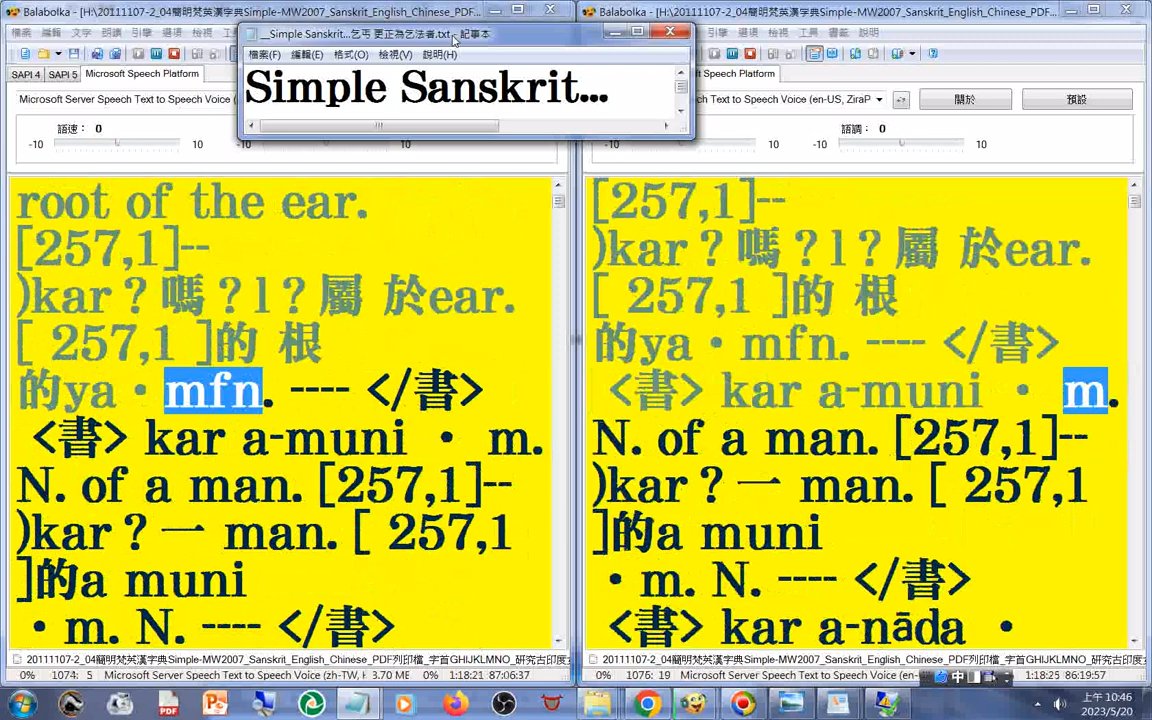 Balabolka - [H:\20111107-2_04簡明梵英漢字典Simple-MW2007_Sanskrit_English_Chinese_PDF...
Balabolka - [H:\20111107-2_04簡明梵英漢字典Simple-MW2007_Sanskrit_English_Chinese_PDF...
__Simple Sanskrit...乞丐 更正為乞法者.txt - 記事本
檔案(F) 編輯(E) 格式(O) 檢視(V) 說明(H)
Simple Sanskrit...
SAPI 4 SAPI 5 Microsoft Speech Platform
t Speech Platform
Microsoft Server Speech Text to Speech Voice (
ech Text to Speech Voice (en-US, ZiraP
關於
預設
語速： 0
語調： 0
-10 10 -10 10
-10 10 -10 10
root of the ear.
[257,1]--
)kar？嗎？l？屬 於ear.
[ 257,1 ]的 根
的ya‧mfn. ---- </書>
<書> kar a-muni ‧ m.
N. of a man. [257,1]--
)kar？一 man. [ 257,1
]的a muni
‧m. N. ---- </書>
[257,1]--
)kar？嗎？l？屬 於ear.
[ 257,1 ]的 根
的ya‧mfn. ---- </書>
<書> kar a-muni ‧ m.
N. of a man. [257,1]--
)kar？一 man. [ 257,1
]的a muni
‧m. N. ---- </書>
<書> kar a-nāda ‧
20111107-2_04簡明梵英漢字典Simple-MW2007_Sanskrit_English_Chinese_PDF列印檔_字首GHIJKLMNO_研究古印度
20111107-2_04簡明梵英漢字典Simple-MW2007_Sanskrit_English_Chinese_PDF列印檔_字首GHIJKLMNO_研究古印度
0% 1074: 5 Microsoft Server Speech Text to Speech Voice (zh-TW, H 3.70 ME 0% 1:18:21 87:06:37
0% 1076: 19 Microsoft Server Speech Text to Speech Voice (en-US, 1:18:25 86:19:57
中
上午 10:46
2023/5/20